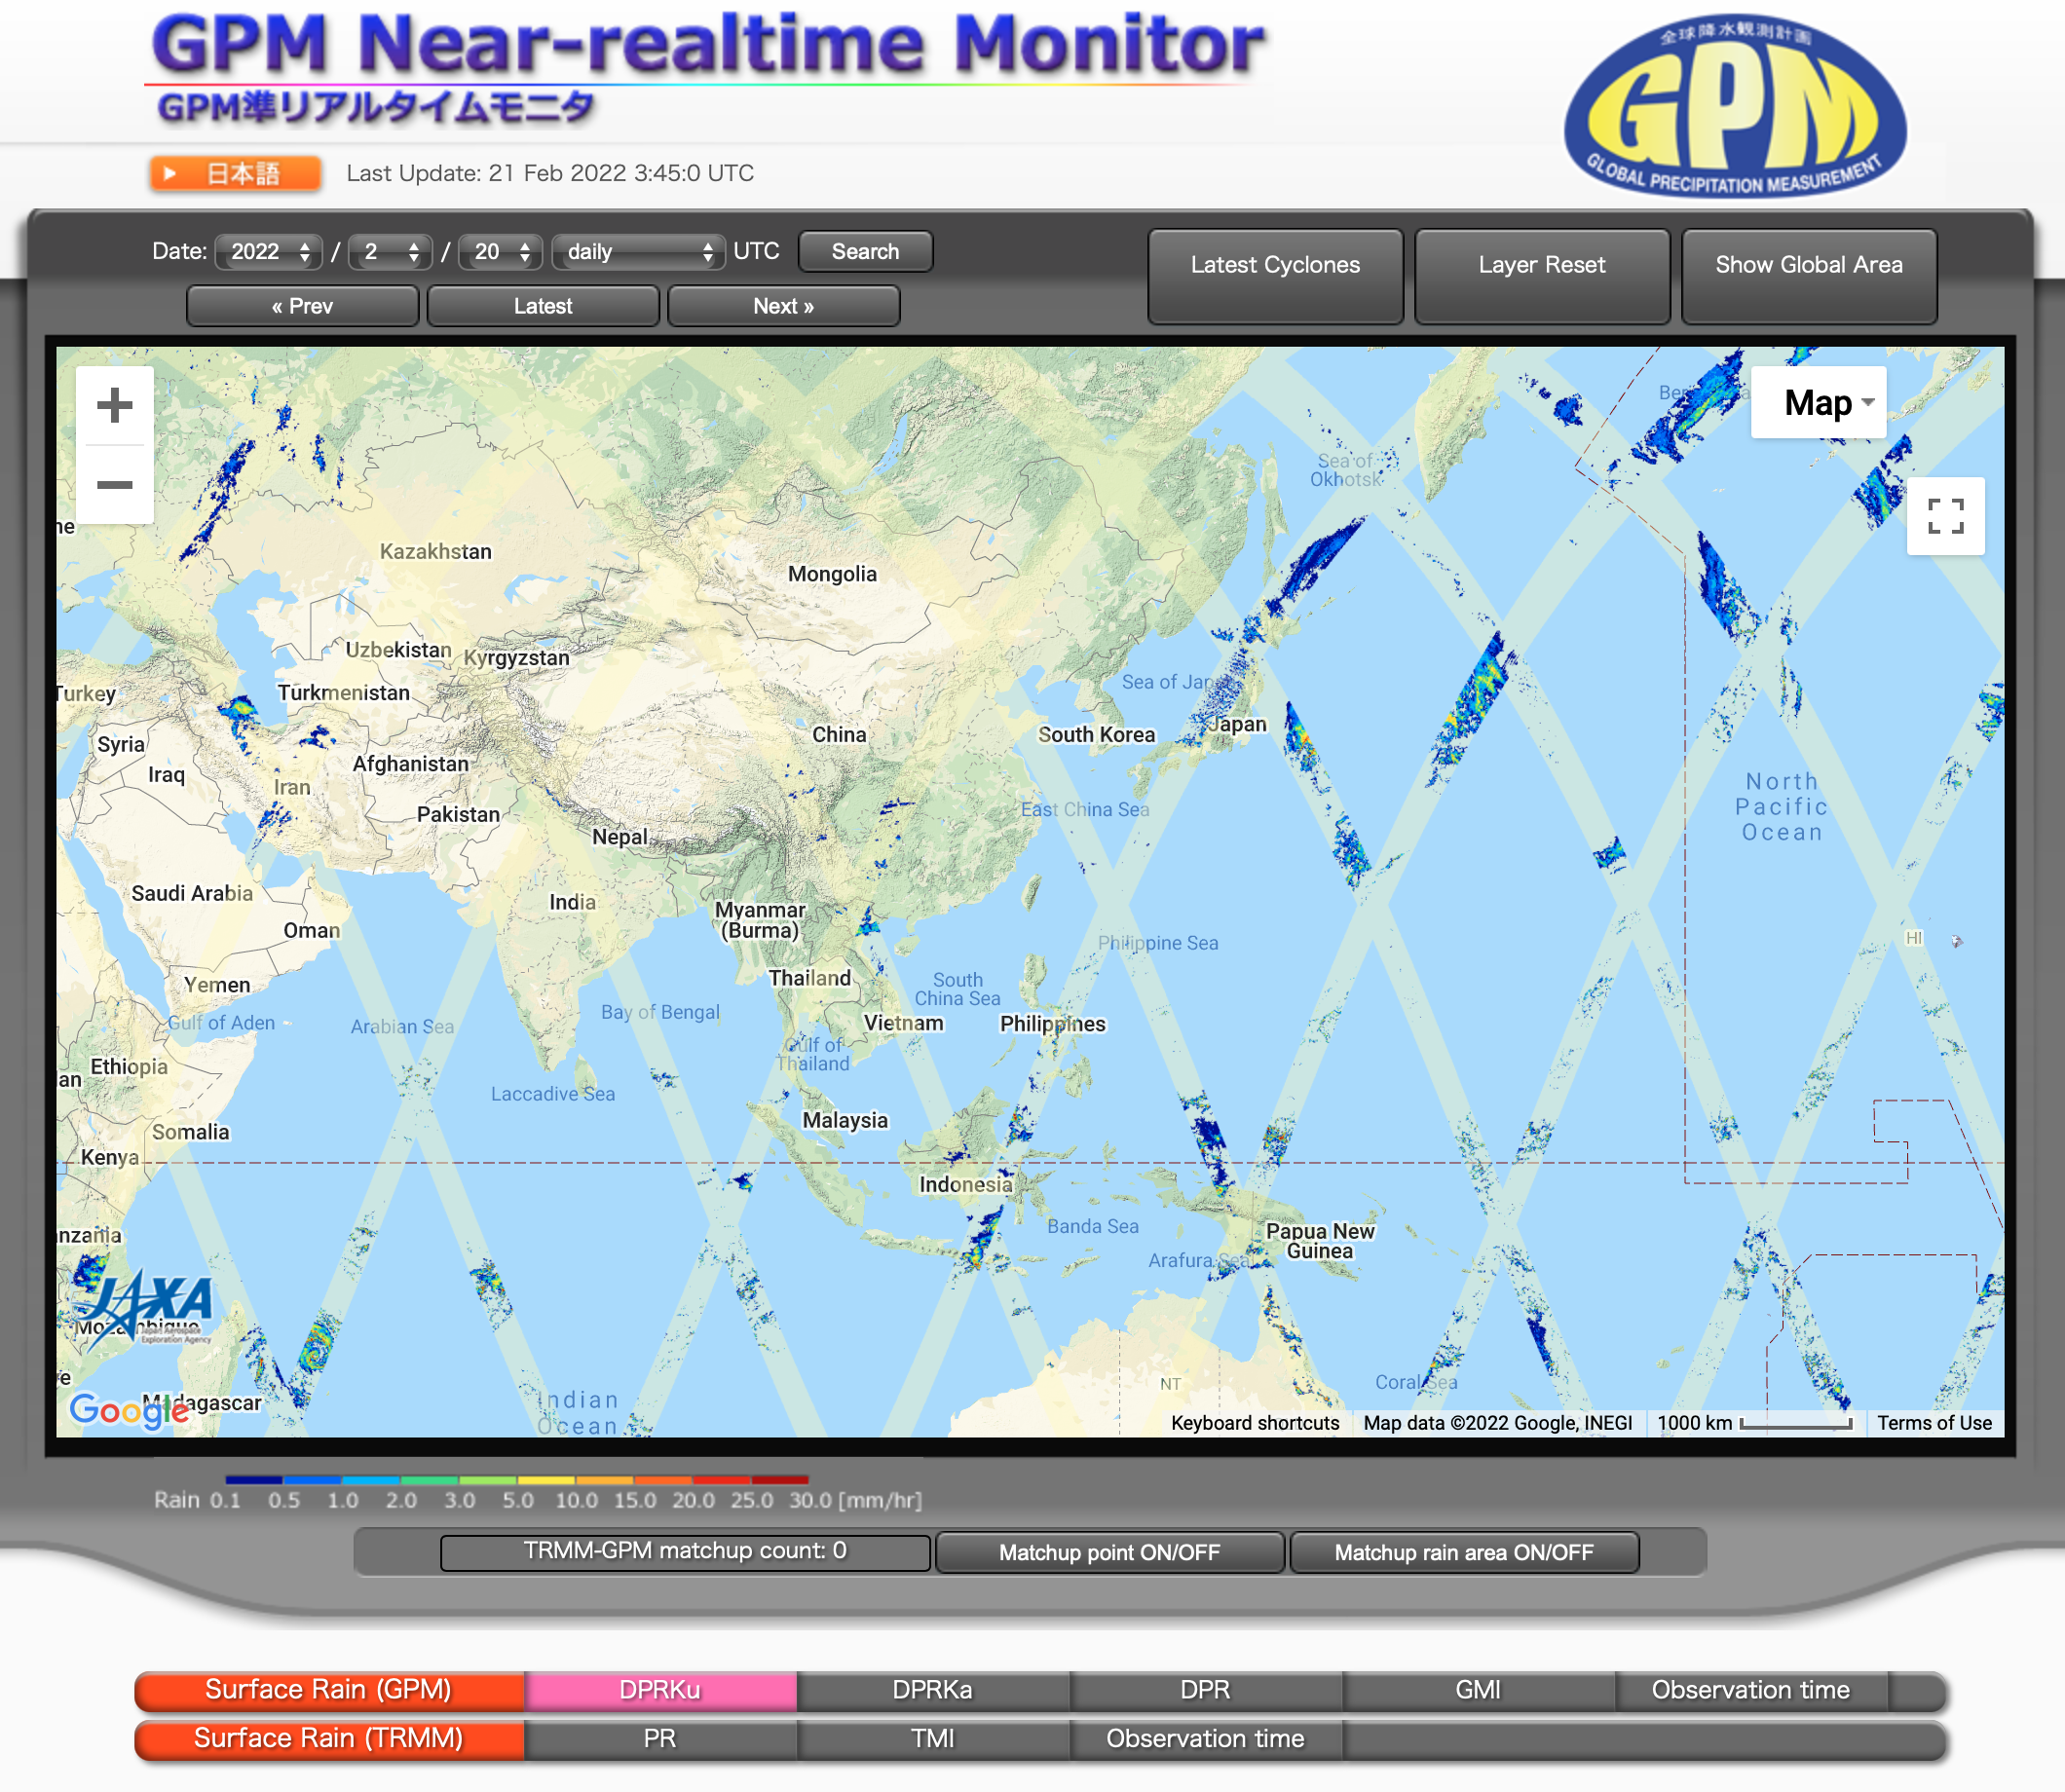 GPM Near-realtime Monitor
GPM準リアルタイムモニタ
全球降水観測計画
GPM
GLOBAL PRECIPITATION MEASUREMENT
日本語
Last Update: 21 Feb 2022 3:45:0 UTC
Date: 2022 / 2 / 20 daily UTC Search
« Prev Latest Next »
Latest Cyclones Layer Reset Show Global Area
Map
Sea of
Okhotsk
Kazakhstan
Mongolia
Uzbekistan
Kyrgyzstan
Turkey
Turkmenistan
Sea of Jap
Syria
China
South Korea
Japan
Iraq
Afghanistan
Iran
North
Pacific
Ocean
Pakistan
East China Sea
Nepal
Saudi Arabia
India
Myanmar
(Burma)
Oman
Philippine Sea
HI
Yemen
Thailand
South
China Sea
Gulf of Aden
Arabian Sea
Bay of Bengal
Vietnam
Philippines
Gulf of
Thailand
Ethiopia
an
Laccadive Sea
Malaysia
Somalia
Kenya
Indonesia
Banda Sea
Papua New
Guinea
anzania
Arafura Sea
JAXA
Japan Aerospace
Exploration Agency
Mozambique
re
NT
Coral Sea
Madagascar
Indian
Ocean
Google
Keyboard shortcuts Map data ©2022 Google, INEGI 1000 km Terms of Use
Rain 0.1 0.5 1.0 2.0 3.0 5.0 10.0 15.0 20.0 25.0 30.0 [mm/hr]
TRMM-GPM matchup count: 0 Matchup point ON/OFF Matchup rain area ON/OFF
Surface Rain (GPM) DPRKu DPRKa DPR GMI Observation time
Surface Rain (TRMM) PR TMI Observation time